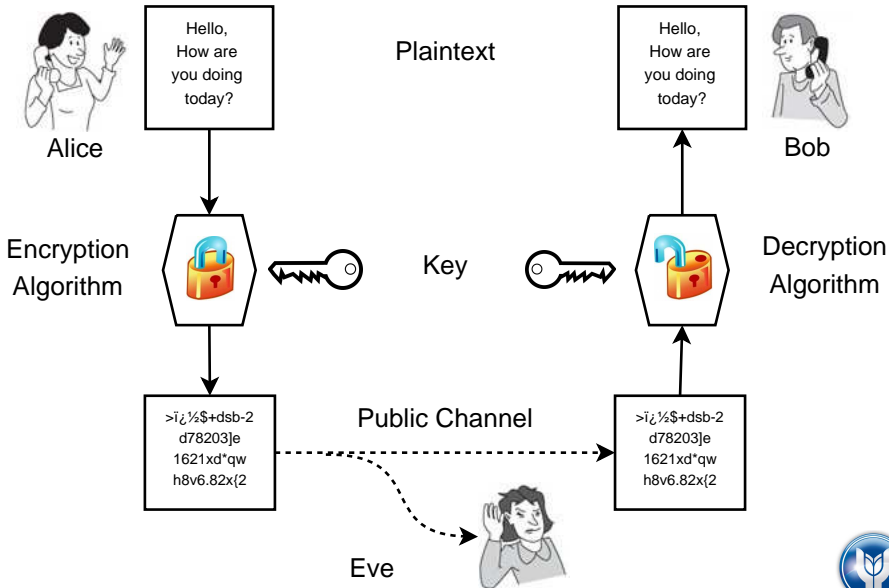 Hello,
How are
you doing
today?
Plaintext
Hello,
How are
you doing
today?
Alice
Bob
Encryption
Algorithm
Key
Decryption
Algorithm
>ï¿½$+dsb-2
d78203]e
1621xd*qw
h8v6.82x{2
Public Channel
>ï¿½$+dsb-2
d78203]e
1621xd*qw
h8v6.82x{2
Eve